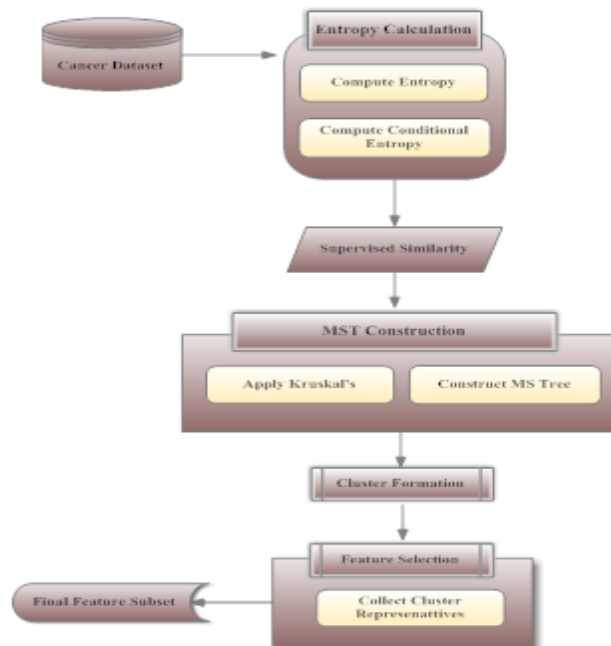 Entropy Calculation
Cancer Dataset
Compute Entropy
Compute Conditional
Entropy
Supervised Similarity
MST Construction
Apply Kruskal's
Construct MS Tree
Cluster Formation
Feature Selection
Final Feature Subset
Collect Cluster
Represenattives